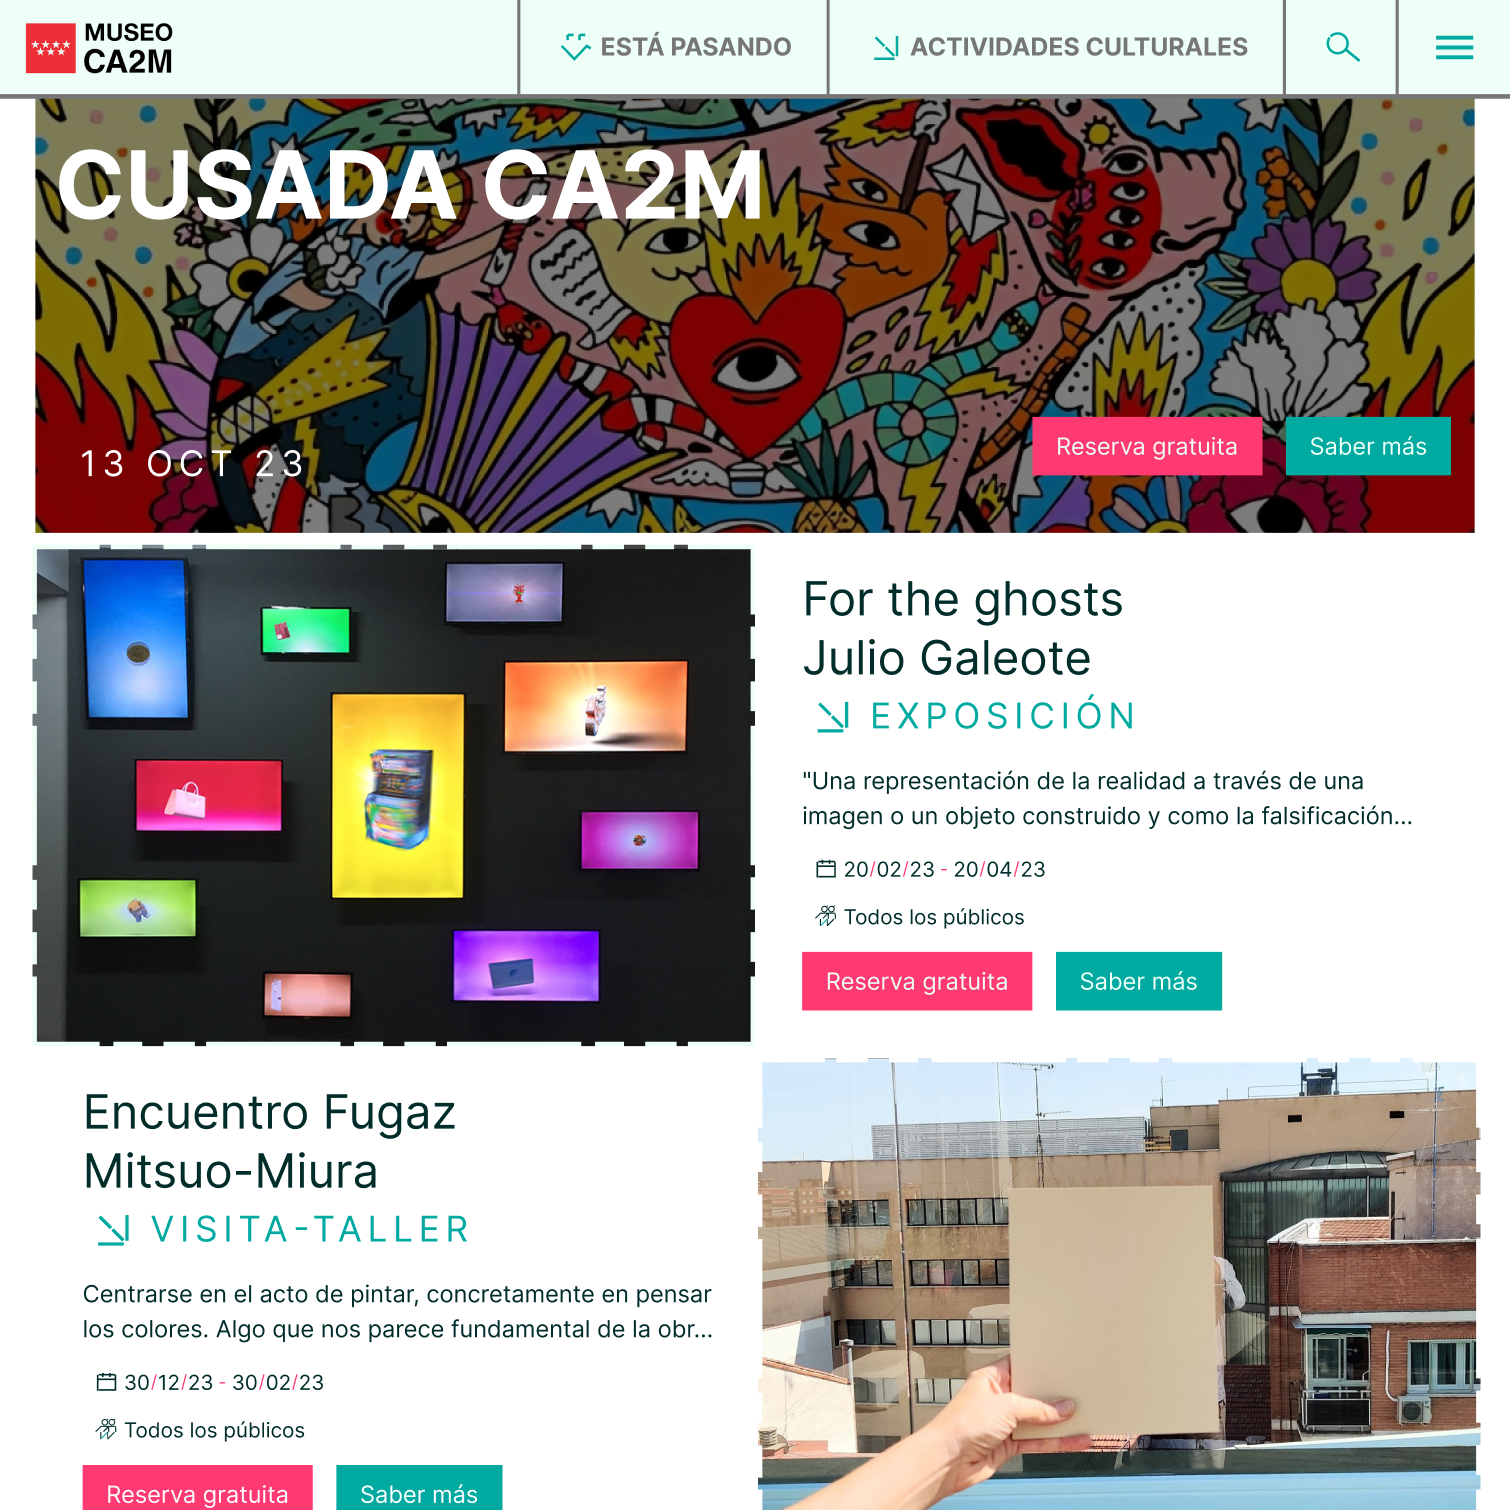 MUSEO
CA2M
ESTÁ PASANDO
ACTIVIDADES CULTURALES
CUSADA CA2M
13 OCT 23
Reserva gratuita
Saber más
For the ghosts
Julio Galeote
EXPOSICIÓN
"Una representación de la realidad a través de una
imagen o un objeto construido y como la falsificación...
20/02/23 - 20/04/23
Todos los públicos
Reserva gratuita
Saber más
Encuentro Fugaz
Mitsuo-Miura
VISITA-TALLER
Centrarse en el acto de pintar, concretamente en pensar
los colores. Algo que nos parece fundamental de la obr...
30/12/23 - 30/02/23
Todos los públicos
Reserva gratuita
Saber más